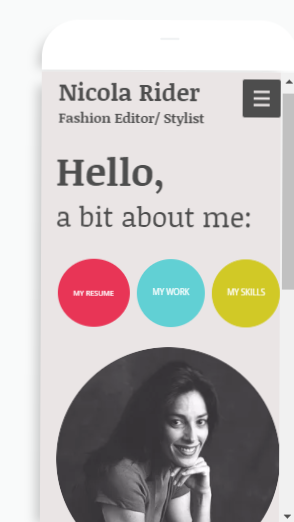 Nicola Rider
Fashion Editor/ Stylist
Hello,
a bit about me:
MY RESUME
MY WORK
MY SKILLS